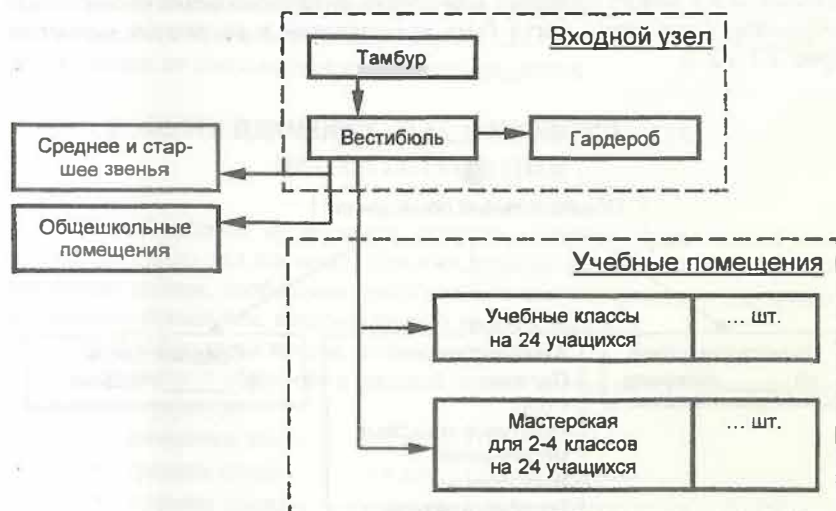 Входной узел
Тамбур
Вестибюль
Гардероб
Среднее и стар-
шее звенья
Общешкольные
помещения
Учебные помещения
Учебные классы
на 24 учащихся
... шт.
Мастерская
для 2-4 классов
на 24 учащихся
... шт.